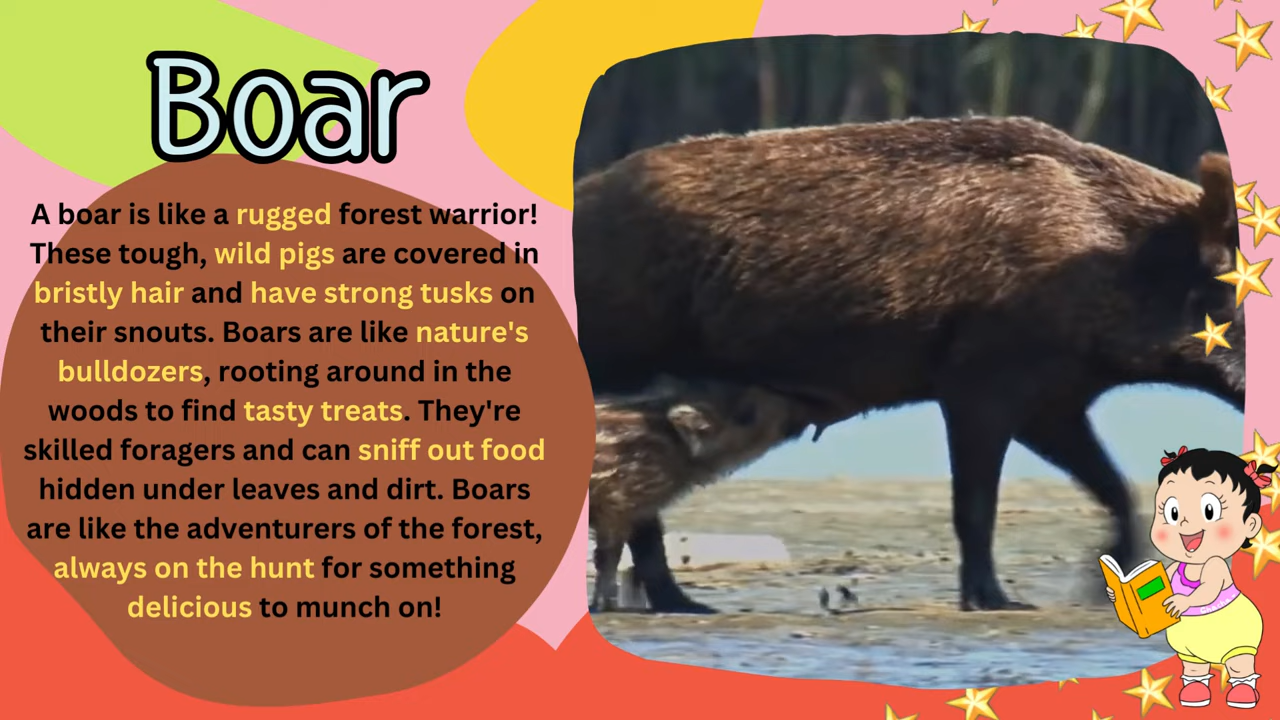 Boar
A boar is like a rugged forest warrior!
These tough, wild pigs are covered in
bristly hair and have strong tusks on
their snouts. Boars are like nature's
bulldozers, rooting around in the
woods to find tasty treats. They're
skilled foragers and can sniff out food
hidden under leaves and dirt. Boars
are like the adventurers of the forest,
always on the hunt for something
delicious to munch on!